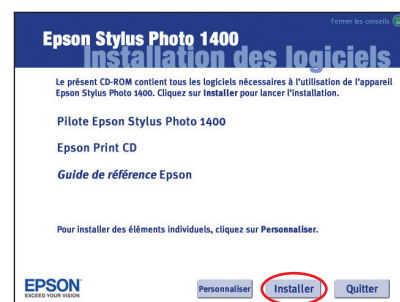 Fermer les conseils
Epson Stylus Photo 1400
Installation des logiciels
Le présent CD-ROM contient tous les logiciels nécessaires à l'utilisation de l'appareil
Epson Stylus Photo 1400. Cliquez sur Installer pour lancer l'installation.
Pilote Epson Stylus Photo 1400
Epson Print CD
Guide de référence Epson
Pour installer des éléments individuels, cliquez sur Personnaliser.
EPSON
EXCEED YOUR VISION
Personnaliser Installer Quitter